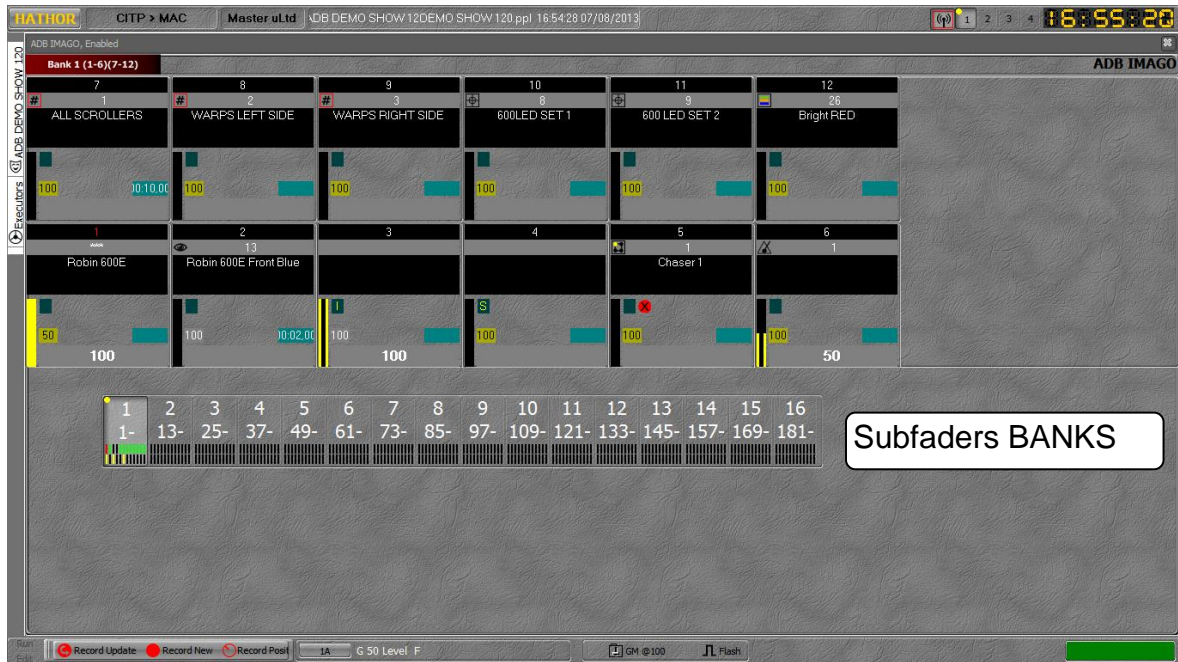 HATHOR CITP > MAC Master uLtd \DB DEMO SHOW 12DEMO SHOW 120.ppl 16:54:28 07/08/2013 1 2 3 4 16:55:20
ADB IMAGO, Enabled
Bank 1 (1-6)(7-12) ADB IMAGO
ADB DEMO SHOW 120
Executors
7 8 9 10 11 12
# 1 # 2 # 3 8 9 26
ALL SCROLLERS WARPS LEFT SIDE WARPS RIGHT SIDE 600LED SET 1 600 LED SET 2 Bright RED
100 00:10,00 100 100 100 100 100
1 2 3 4 5 6
*** 13 1 1
Robin 600E Robin 600E Front Blue Chaser 1
I S
50 100 00:02,00 100 100 100 100
100 100 50
1 2 3 4 5 6 7 8 9 10 11 12 13 14 15 16
1- 13- 25- 37- 49- 61- 73- 85- 97- 109- 121- 133- 145- 157- 169- 181-
Subfaders BANKS
Run
Edit
Record Update Record New Record Posit 1A G 50 Level F GM @100 Flash